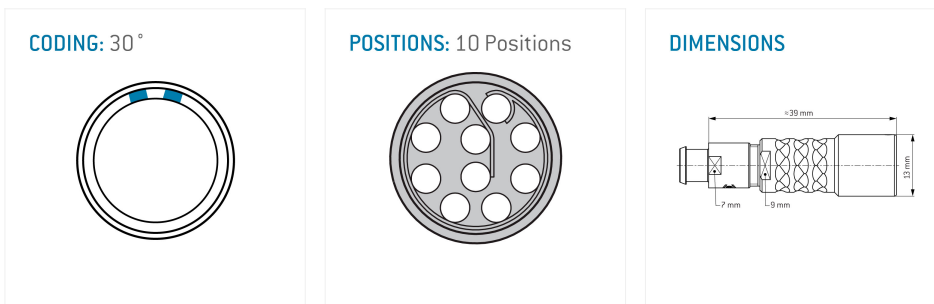 CODING: 30°
POSITIONS: 10 Positions
DIMENSIONS
≈39 mm
13 mm
7 mm
9 mm